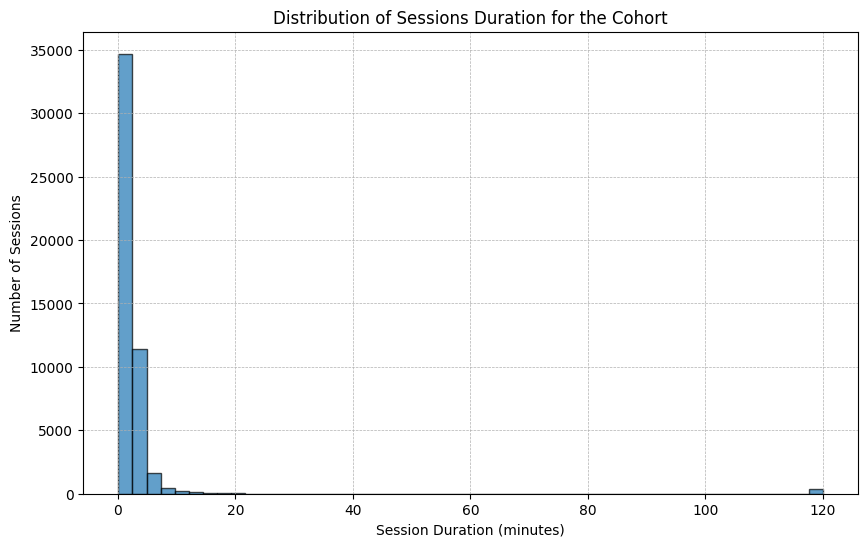 Distribution of Sessions Duration for the Cohort
35000
30000
25000
20000
15000
10000
5000
0
Number of Sessions
0 20 40 60 80 100 120
Session Duration (minutes)